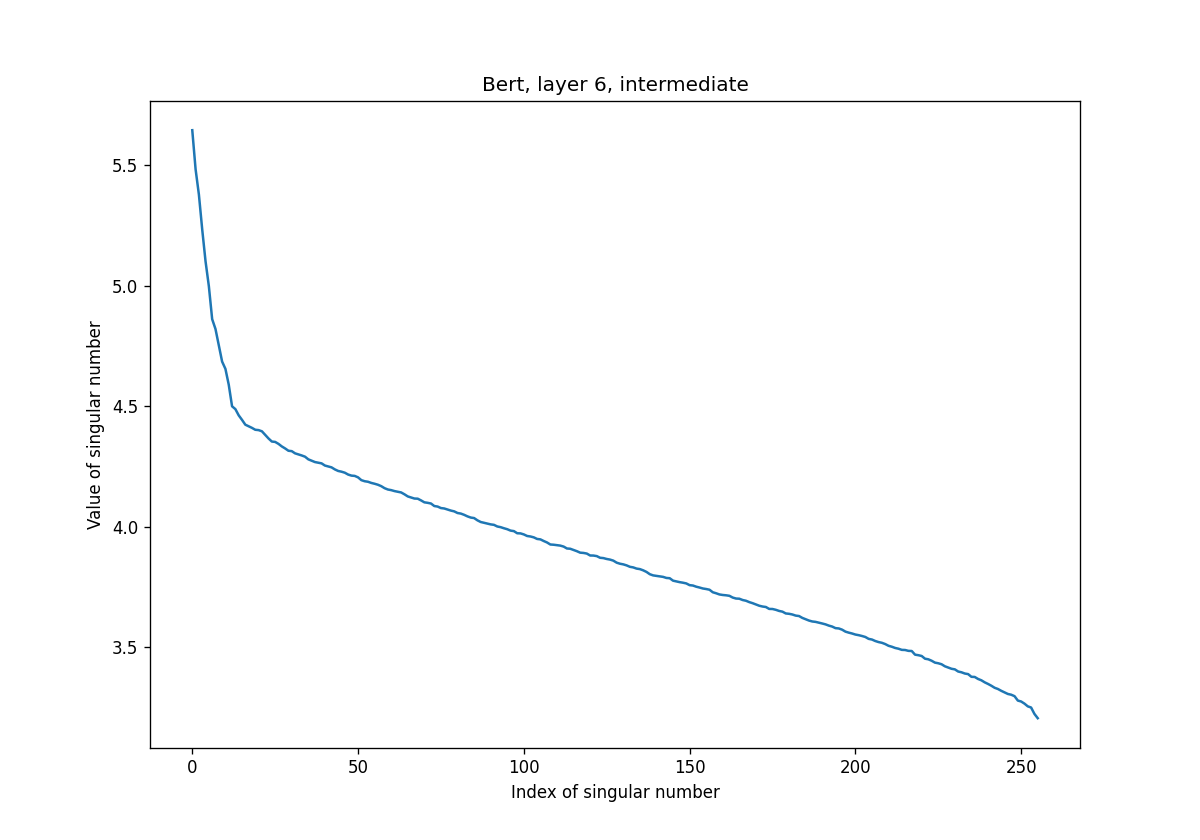 Bert, layer 6, intermediate
Value of singular number
5.5
5.0
4.5
4.0
3.5
0 50 100 150 200 250
Index of singular number